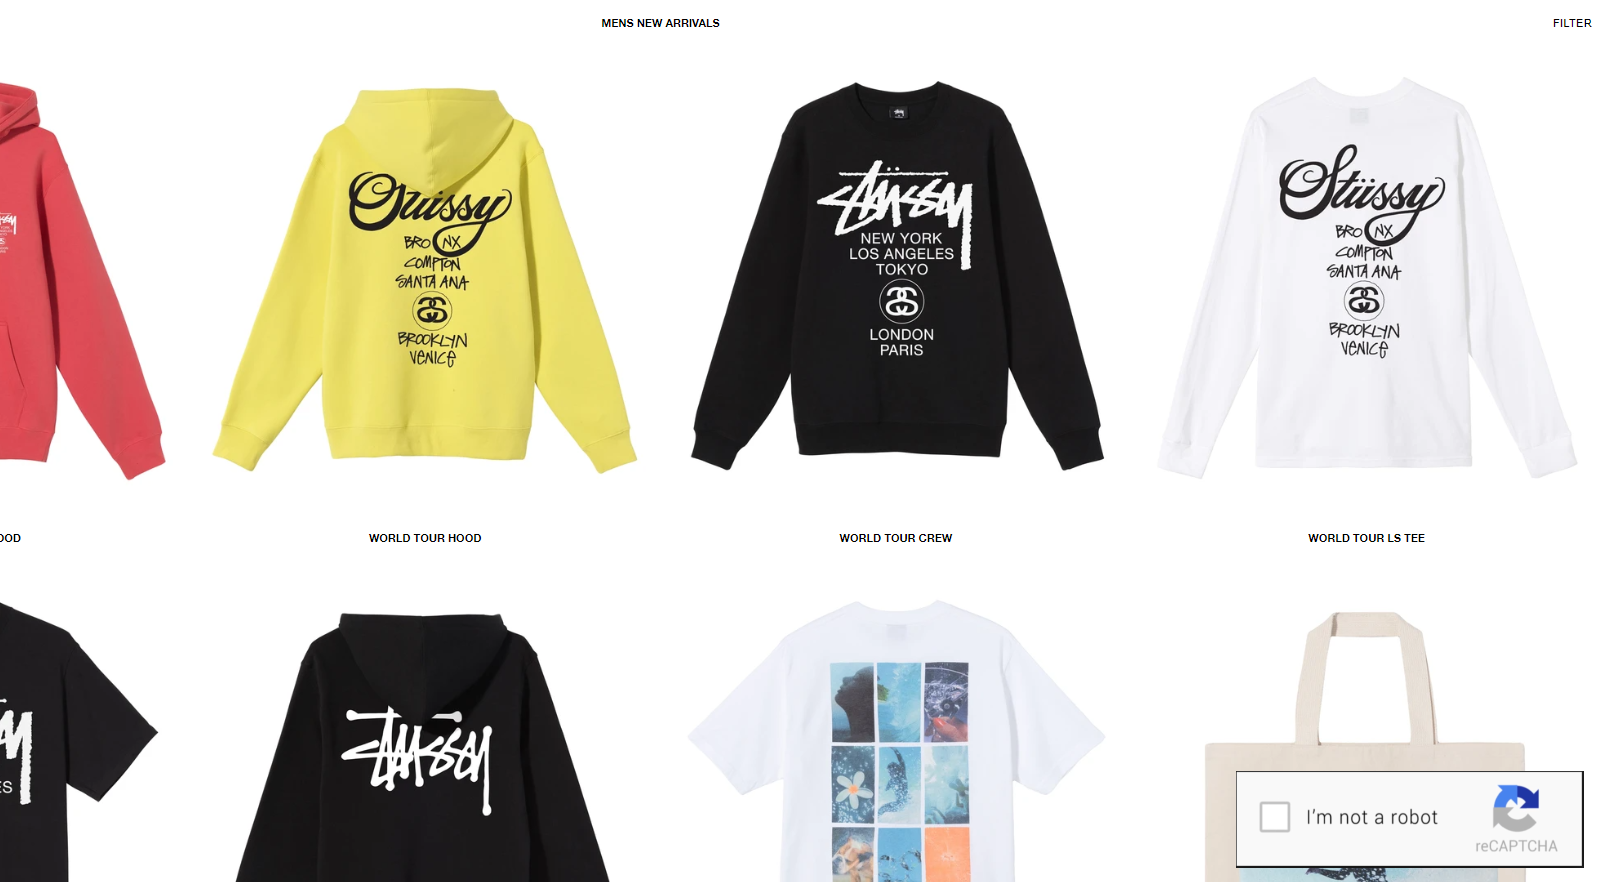 MENS NEW ARRIVALS
FILTER
Stüssy
BRONX
COMPTON
SANTA ANA
BROOKLYN
VENICE
STÜSSY
NEW YORK
LOS ANGELES
TOKYO
LONDON
PARIS
Stüssy
BRONX
COMPTON
SANTA ANA
BROOKLYN
VENICE
OOD
WORLD TOUR HOOD
WORLD TOUR CREW
WORLD TOUR LS TEE
ES
STÜSSY
I'm not a robot
reCAPTCHA